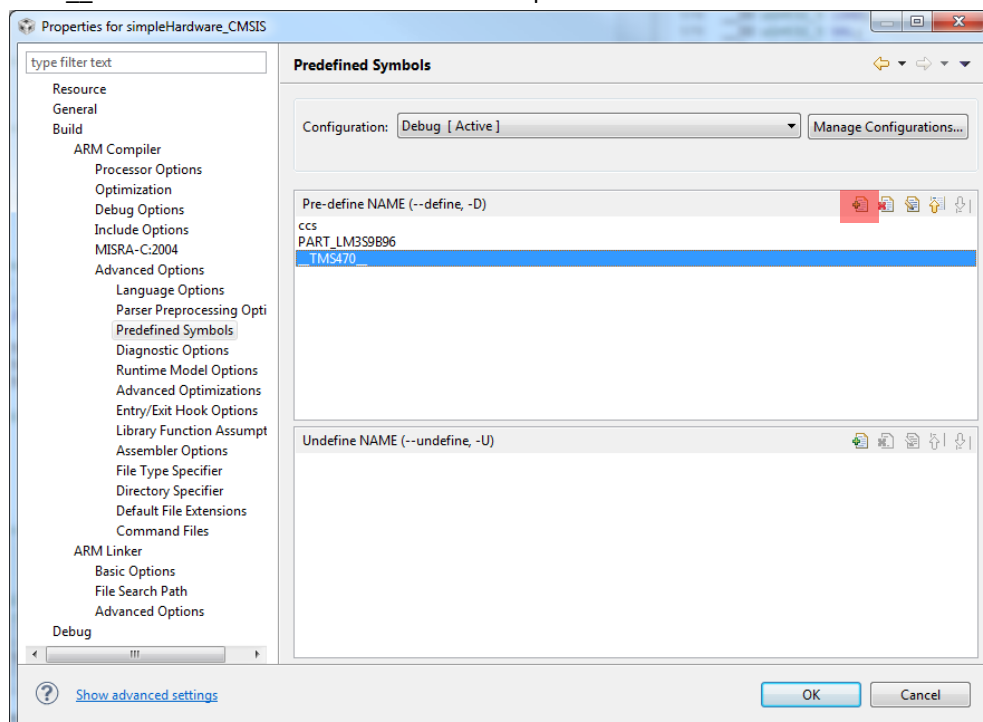 Properties for simpleHardware_CMSIS
type filter text
Predefined Symbols
Resource
General
Build
ARM Compiler
Processor Options
Optimization
Debug Options
Include Options
MISRA-C:2004
Advanced Options
Language Options
Parser Preprocessing Opti
Predefined Symbols
Diagnostic Options
Runtime Model Options
Advanced Optimizations
Entry/Exit Hook Options
Library Function Assumpt
Assembler Options
File Type Specifier
Directory Specifier
Default File Extensions
Command Files
ARM Linker
Basic Options
File Search Path
Advanced Options
Debug
Configuration: Debug [ Active ] Manage Configurations...
Pre-define NAME (--define, -D)
ccs
PART_LM3S9B96
__TMS470__
Undefine NAME (--undefine, -U)
Show advanced settings
OK
Cancel